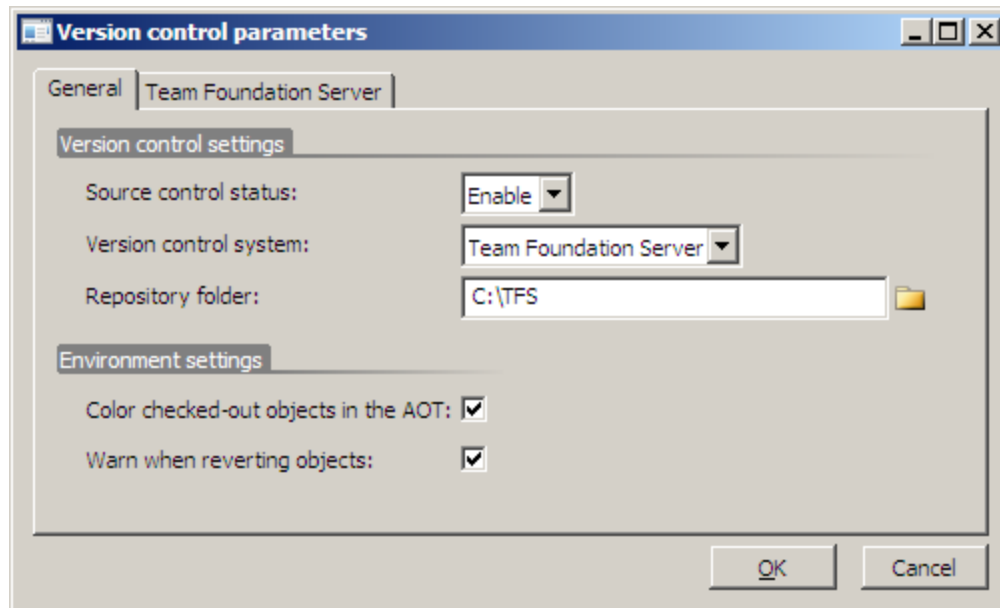 Version control parameters
General Team Foundation Server
Version control settings
Source control status: Enable
Version control system: Team Foundation Server
Repository folder: C:\TFS
Environment settings
Color checked-out objects in the AOT:
Warn when reverting objects:
OK Cancel